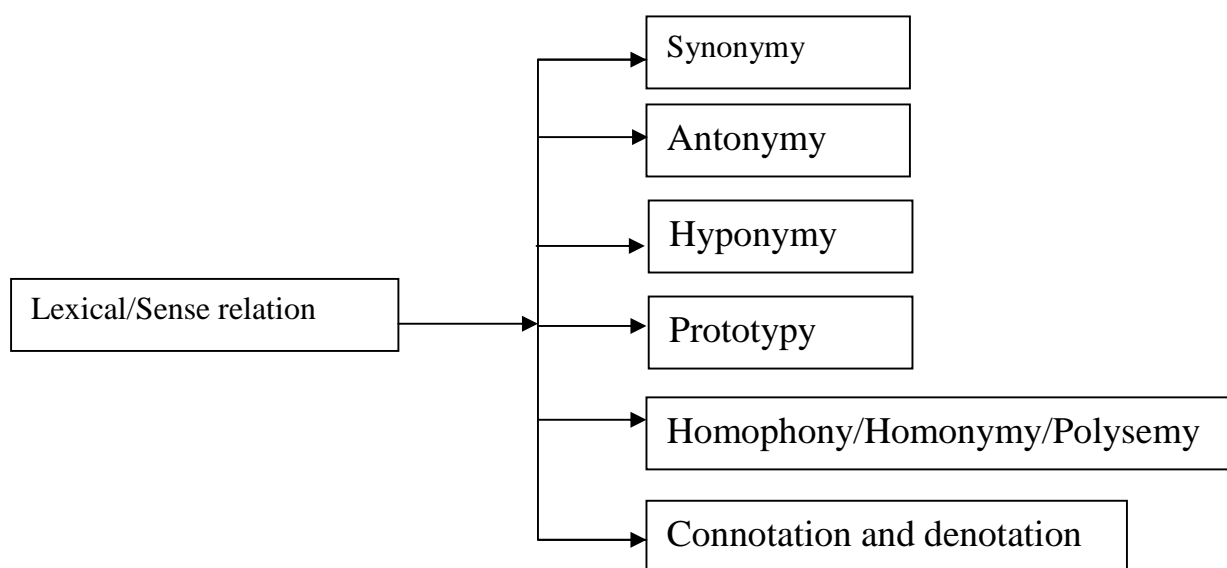 Synonymy
Antonymy
Hyponymy
Lexical/Sense relation
Prototypy
Homophony/Homonymy/Polysemy
Connotation and denotation